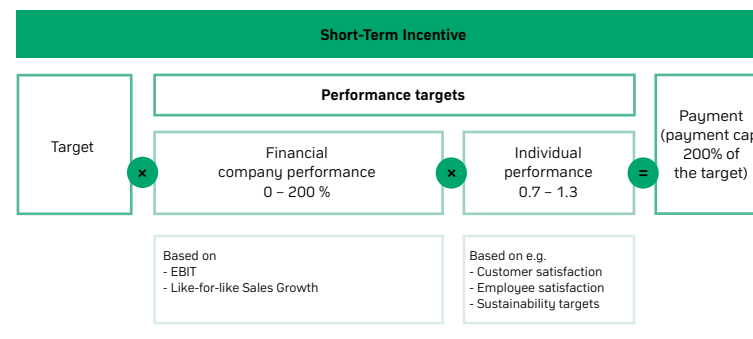 Short-Term Incentive
Performance targets
Target
×
Financial
company performance
0 – 200 %
×
Individual
performance
0.7 – 1.3
=
Payment
(payment cap
200% of
the target)
Based on
- EBIT
- Like-for-like Sales Growth
Based on e.g.
- Customer satisfaction
- Employee satisfaction
- Sustainability targets